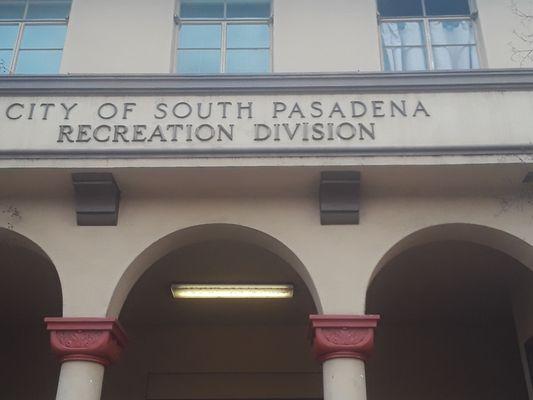 CITY OF SOUTH PASADENA
RECREATION DIVISION